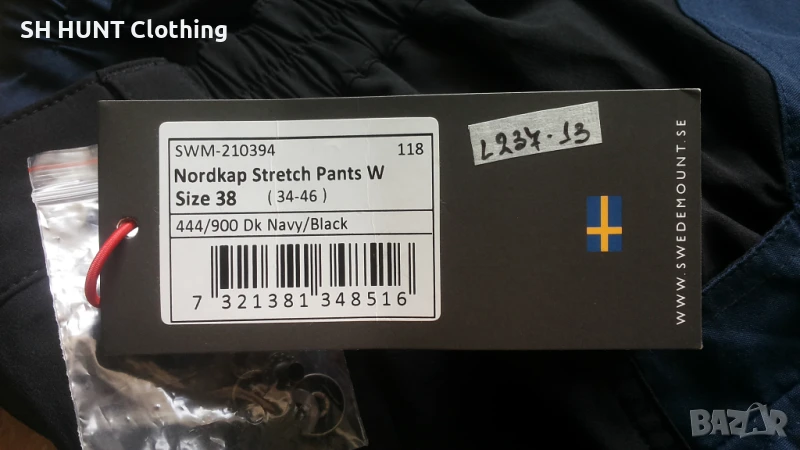 SH HUNT Clothing
SWM-210394 118
Nordkap Stretch Pants W
Size 38 ( 34-46 )
444/900 Dk Navy/Black
7 321381 348516
L237-13
WWW.SWEDEMOUNT.SE
BAZAR